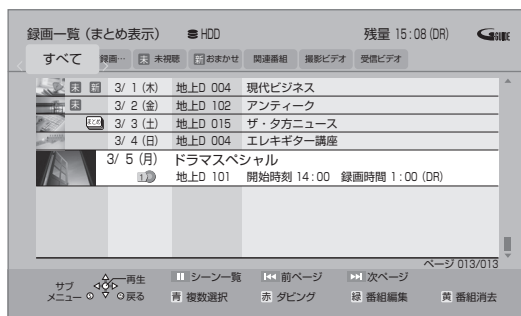 録画一覧 (まとめ表示) HDD 残量 15:08 (DR) GGUIDE
すべて 録画… 未 未視聴 新 おまかせ 関連番組 撮影ビデオ 受信ビデオ
未 新 3/ 1 (木) 地上D 004 現代ビジネス
未 3/ 2 (金) 地上D 102 アンティーク
まとめ 3/ 3 (土) 地上D 015 ザ・夕方ニュース
3/ 4 (日) 地上D 004 エレキギター講座
3/ 5 (月) ドラマスペシャル
1 地上D 101 開始時刻 14:00 録画時間 1:00 (DR)
ページ 013/013
サブメニュー 再生 戻る シーン一覧 前ページ 次ページ
青 複数選択 赤 ダビング 緑 番組編集 黄 番組消去